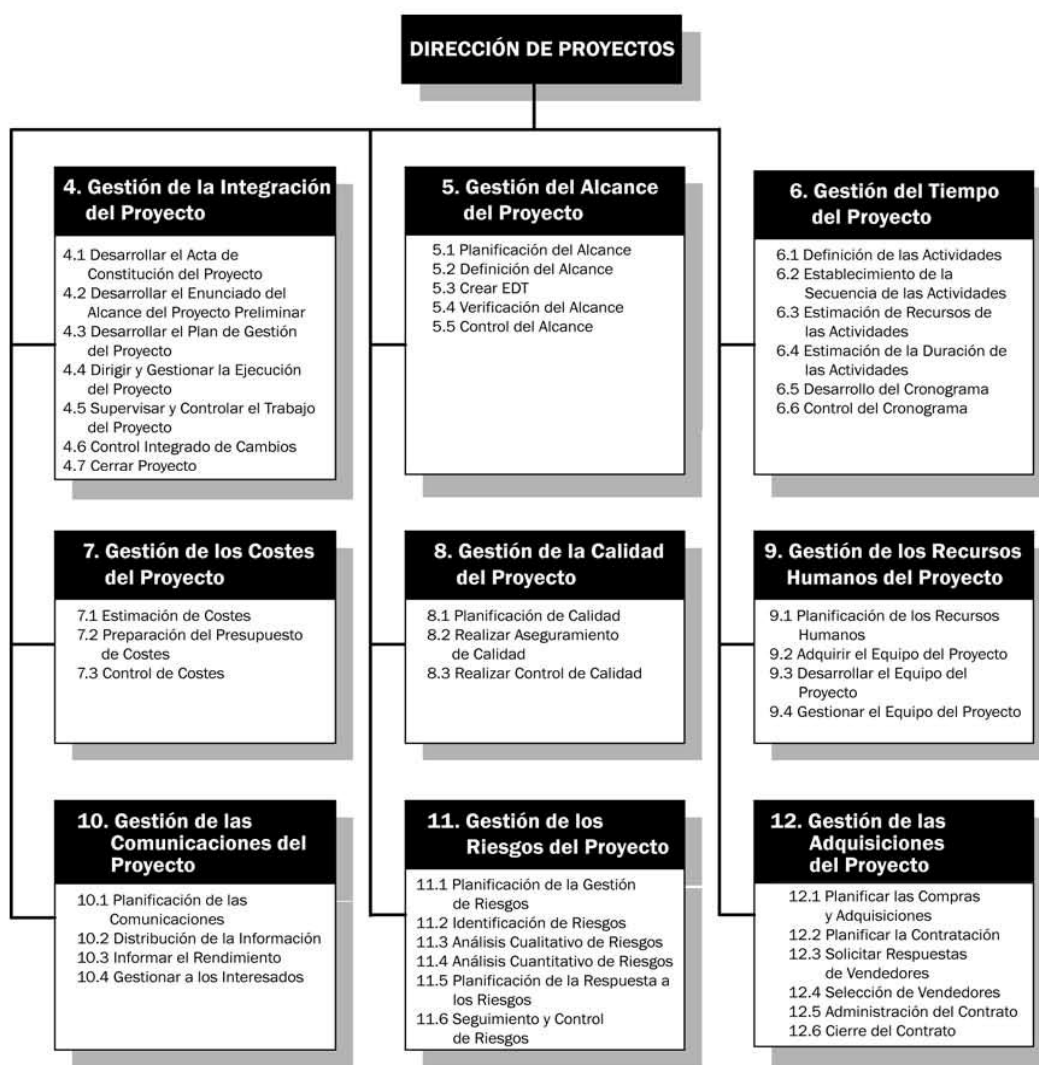 DIRECCIÓN DE PROYECTOS
4. Gestión de la Integración
del Proyecto
4.1 Desarrollar el Acta de
Constitución del Proyecto
4.2 Desarrollar el Enunciado del
Alcance del Proyecto Preliminar
4.3 Desarrollar el Plan de Gestión
del Proyecto
4.4 Dirigir y Gestionar la Ejecución
del Proyecto
4.5 Supervisar y Controlar el Trabajo
del Proyecto
4.6 Control Integrado de Cambios
4.7 Cerrar Proyecto
5. Gestión del Alcance
del Proyecto
5.1 Planificación del Alcance
5.2 Definición del Alcance
5.3 Crear EDT
5.4 Verificación del Alcance
5.5 Control del Alcance
6. Gestión del Tiempo
del Proyecto
6.1 Definición de las Actividades
6.2 Establecimiento de la
Secuencia de las Actividades
6.3 Estimación de Recursos de
las Actividades
6.4 Estimación de la Duración de
las Actividades
6.5 Desarrollo del Cronograma
6.6 Control del Cronograma
7. Gestión de los Costes
del Proyecto
7.1 Estimación de Costes
7.2 Preparación del Presupuesto
de Costes
7.3 Control de Costes
8. Gestión de la Calidad
del Proyecto
8.1 Planificación de Calidad
8.2 Realizar Aseguramiento
de Calidad
8.3 Realizar Control de Calidad
9. Gestión de los Recursos
Humanos del Proyecto
9.1 Planificación de los Recursos
Humanos
9.2 Adquirir el Equipo del Proyecto
9.3 Desarrollar el Equipo del
Proyecto
9.4 Gestionar el Equipo del Proyecto
10. Gestión de las
Comunicaciones del
Proyecto
10.1 Planificación de las
Comunicaciones
10.2 Distribución de la Información
10.3 Informar el Rendimiento
10.4 Gestionar a los Interesados
11. Gestión de los
Riesgos del Proyecto
11.1 Planificación de la Gestión
de Riesgos
11.2 Identificación de Riesgos
11.3 Análisis Cualitativo de Riesgos
11.4 Análisis Cuantitativo de Riesgos
11.5 Planificación de la Respuesta a
los Riesgos
11.6 Seguimiento y Control
de Riesgos
12. Gestión de las
Adquisiciones
del Proyecto
12.1 Planificar las Compras
y Adquisiciones
12.2 Planificar la Contratación
12.3 Solicitar Respuestas
de Vendedores
12.4 Selección de Vendedores
12.5 Administración del Contrato
12.6 Cierre del Contrato